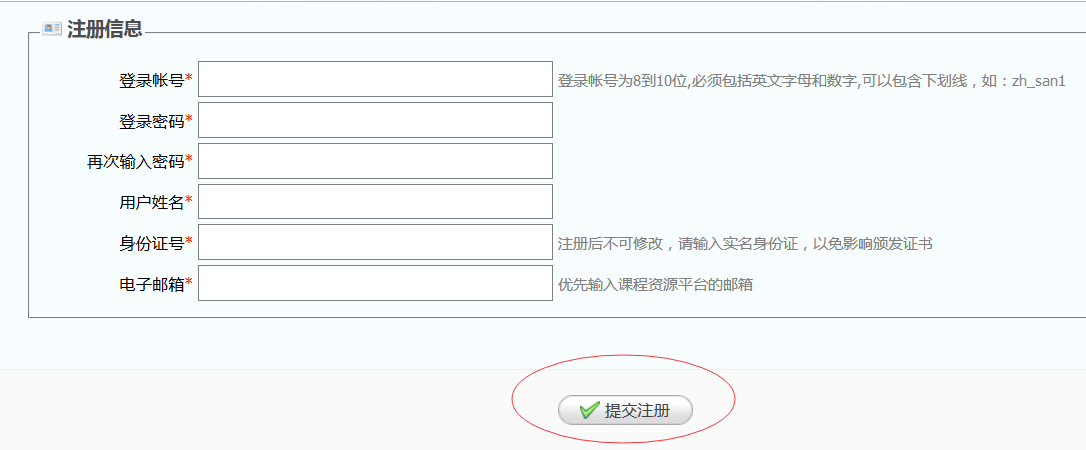 注册信息
登录帐号* 登录帐号为8到10位,必须包括英文字母和数字,可以包含下划线，如：zh_san1
登录密码*
再次输入密码*
用户姓名*
身份证号* 注册后不可修改，请输入实名身份证，以免影响颁发证书
电子邮箱* 优先输入课程资源平台的邮箱
提交注册